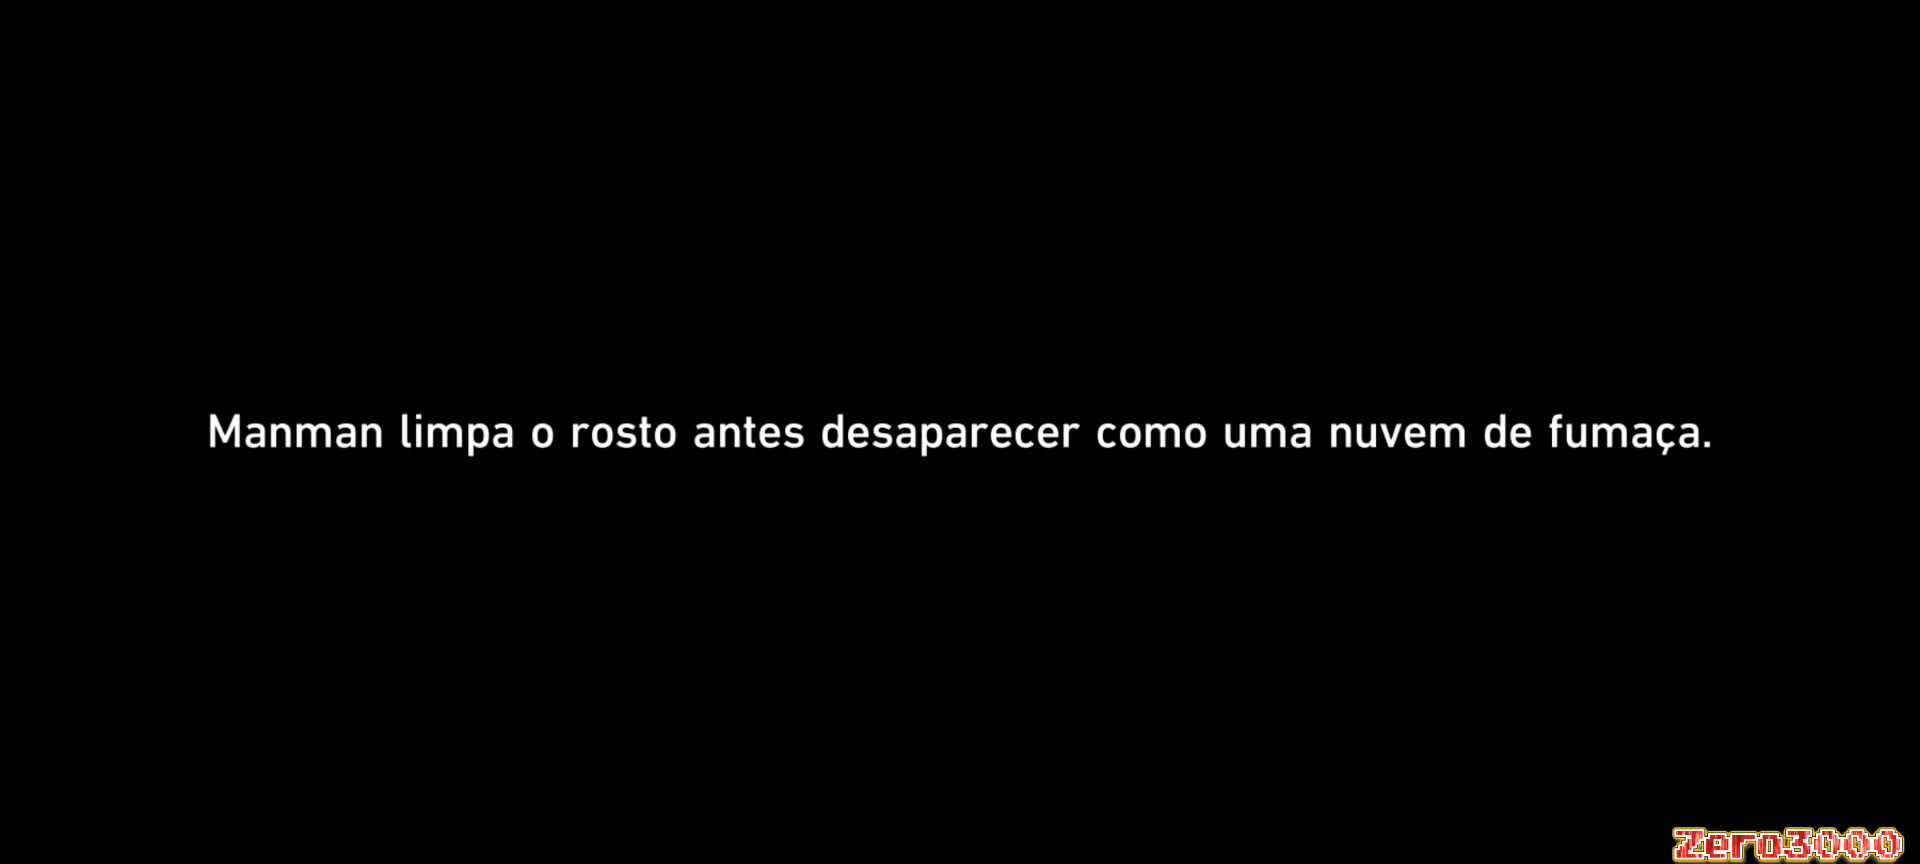 Manman limpa o rosto antes desaparecer como uma nuvem de fumaça.
Zero3000